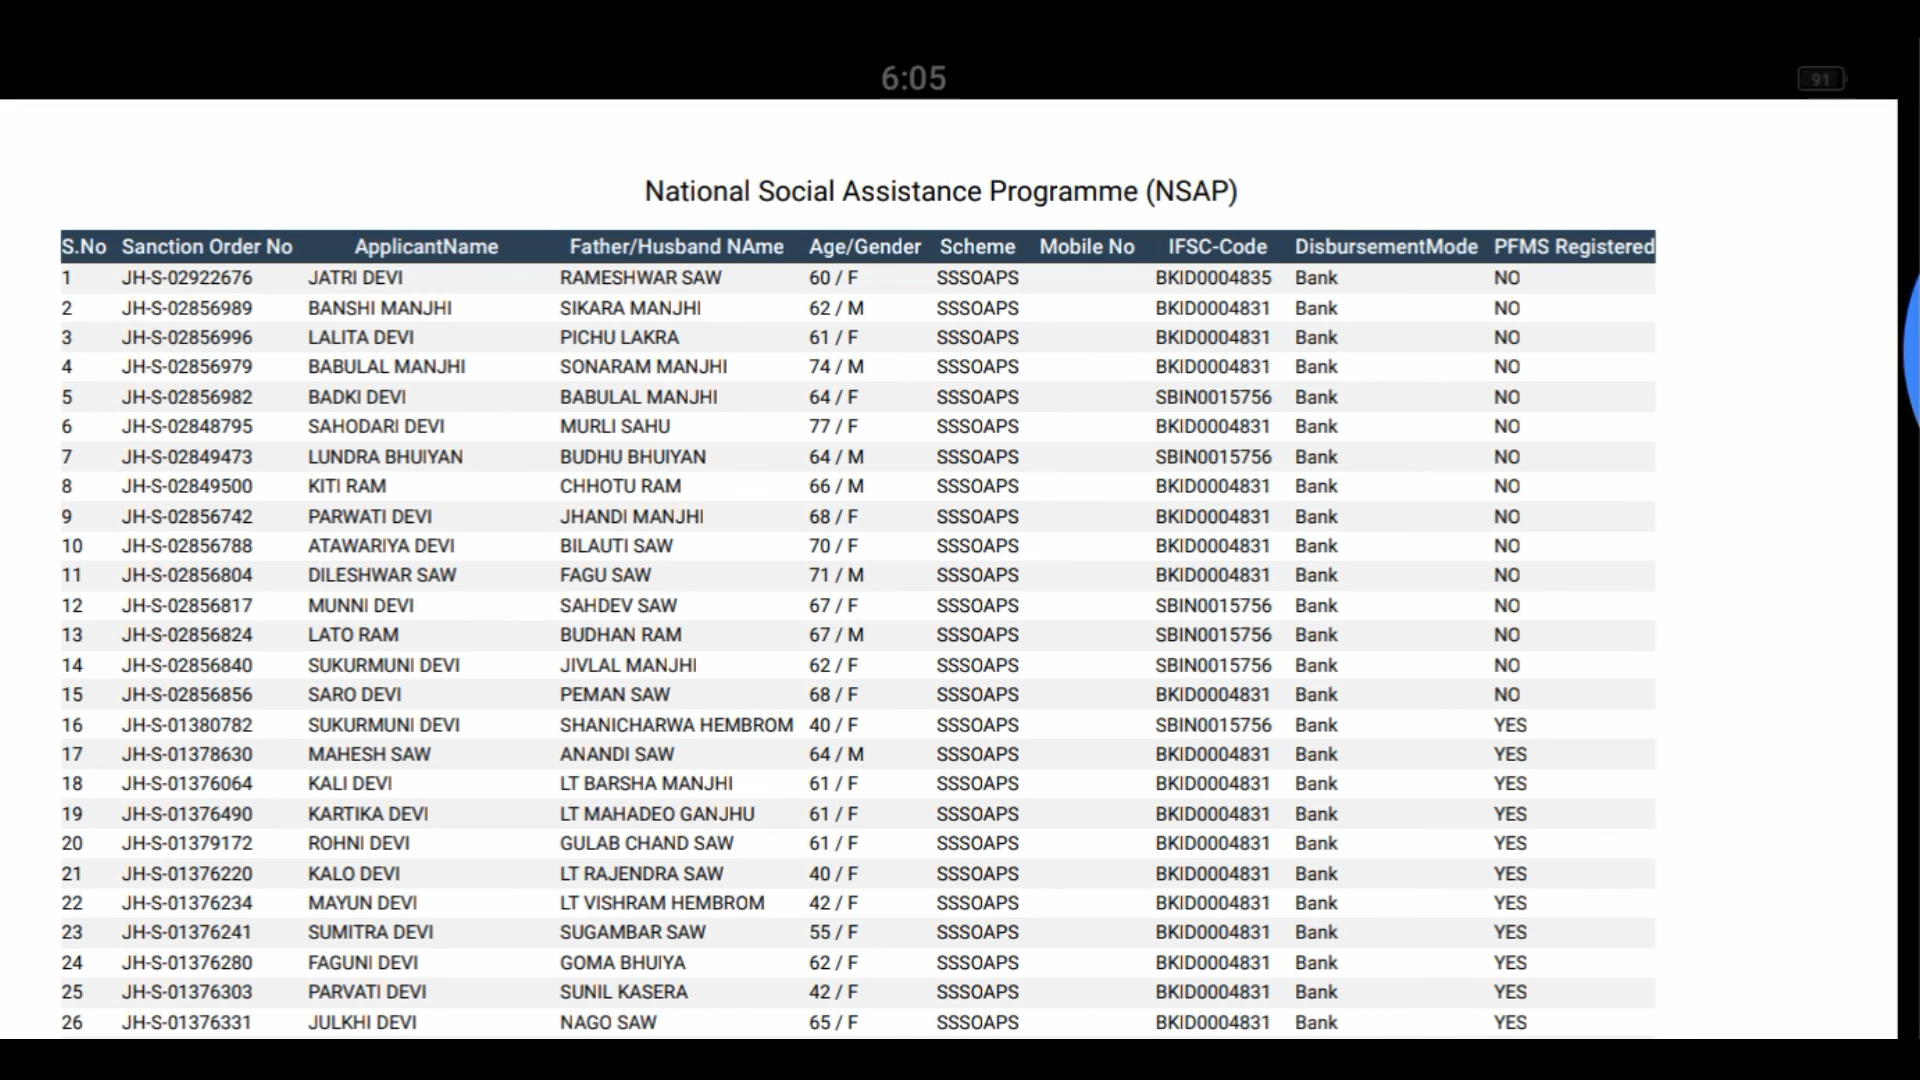 6:05
91
National Social Assistance Programme (NSAP)
S.No Sanction Order No ApplicantName Father/Husband NAme Age/Gender Scheme Mobile No IFSC-Code DisbursementMode PFMS Registered
1 JH-S-02922676 JATRI DEVI RAMESHWAR SAW 60 / F SSSOAPS BKID0004835 Bank NO
2 JH-S-02856989 BANSHI MANJHI SIKARA MANJHI 62 / M SSSOAPS BKID0004831 Bank NO
3 JH-S-02856996 LALITA DEVI PICHU LAKRA 61 / F SSSOAPS BKID0004831 Bank NO
4 JH-S-02856979 BABULAL MANJHI SONARAM MANJHI 74 / M SSSOAPS BKID0004831 Bank NO
5 JH-S-02856982 BADKI DEVI BABULAL MANJHI 64 / F SSSOAPS SBIN0015756 Bank NO
6 JH-S-02848795 SAHODARI DEVI MURLI SAHU 77 / F SSSOAPS BKID0004831 Bank NO
7 JH-S-02849473 LUNDRA BHUIYAN BUDHU BHUIYAN 64 / M SSSOAPS SBIN0015756 Bank NO
8 JH-S-02849500 KITI RAM CHHOTU RAM 66 / M SSSOAPS BKID0004831 Bank NO
9 JH-S-02856742 PARWATI DEVI JHANDI MANJHI 68 / F SSSOAPS BKID0004831 Bank NO
10 JH-S-02856788 ATAWARIYA DEVI BILAUTI SAW 70 / F SSSOAPS BKID0004831 Bank NO
11 JH-S-02856804 DILESHWAR SAW FAGU SAW 71 / M SSSOAPS BKID0004831 Bank NO
12 JH-S-02856817 MUNNI DEVI SAHDEV SAW 67 / F SSSOAPS SBIN0015756 Bank NO
13 JH-S-02856824 LATO RAM BUDHAN RAM 67 / M SSSOAPS SBIN0015756 Bank NO
14 JH-S-02856840 SUKURMUNI DEVI JIVLAL MANJHI 62 / F SSSOAPS SBIN0015756 Bank NO
15 JH-S-02856856 SARO DEVI PEMAN SAW 68 / F SSSOAPS BKID0004831 Bank NO
16 JH-S-01380782 SUKURMUNI DEVI SHANICHARWA HEMBROM 40 / F SSSOAPS SBIN0015756 Bank YES
17 JH-S-01378630 MAHESH SAW ANANDI SAW 64 / M SSSOAPS BKID0004831 Bank YES
18 JH-S-01376064 KALI DEVI LT BARSHA MANJHI 61 / F SSSOAPS BKID0004831 Bank YES
19 JH-S-01376490 KARTIKA DEVI LT MAHADEO GANJHU 61 / F SSSOAPS BKID0004831 Bank YES
20 JH-S-01379172 ROHNI DEVI GULAB CHAND SAW 61 / F SSSOAPS BKID0004831 Bank YES
21 JH-S-01376220 KALO DEVI LT RAJENDRA SAW 40 / F SSSOAPS BKID0004831 Bank YES
22 JH-S-01376234 MAYUN DEVI LT VISHRAM HEMBROM 42 / F SSSOAPS BKID0004831 Bank YES
23 JH-S-01376241 SUMITRA DEVI SUGAMBAR SAW 55 / F SSSOAPS BKID0004831 Bank YES
24 JH-S-01376280 FAGUNI DEVI GOMA BHUIYA 62 / F SSSOAPS BKID0004831 Bank YES
25 JH-S-01376303 PARVATI DEVI SUNIL KASERA 42 / F SSSOAPS BKID0004831 Bank YES
26 JH-S-01376331 JULKHI DEVI NAGO SAW 65 / F SSSOAPS BKID0004831 Bank YES